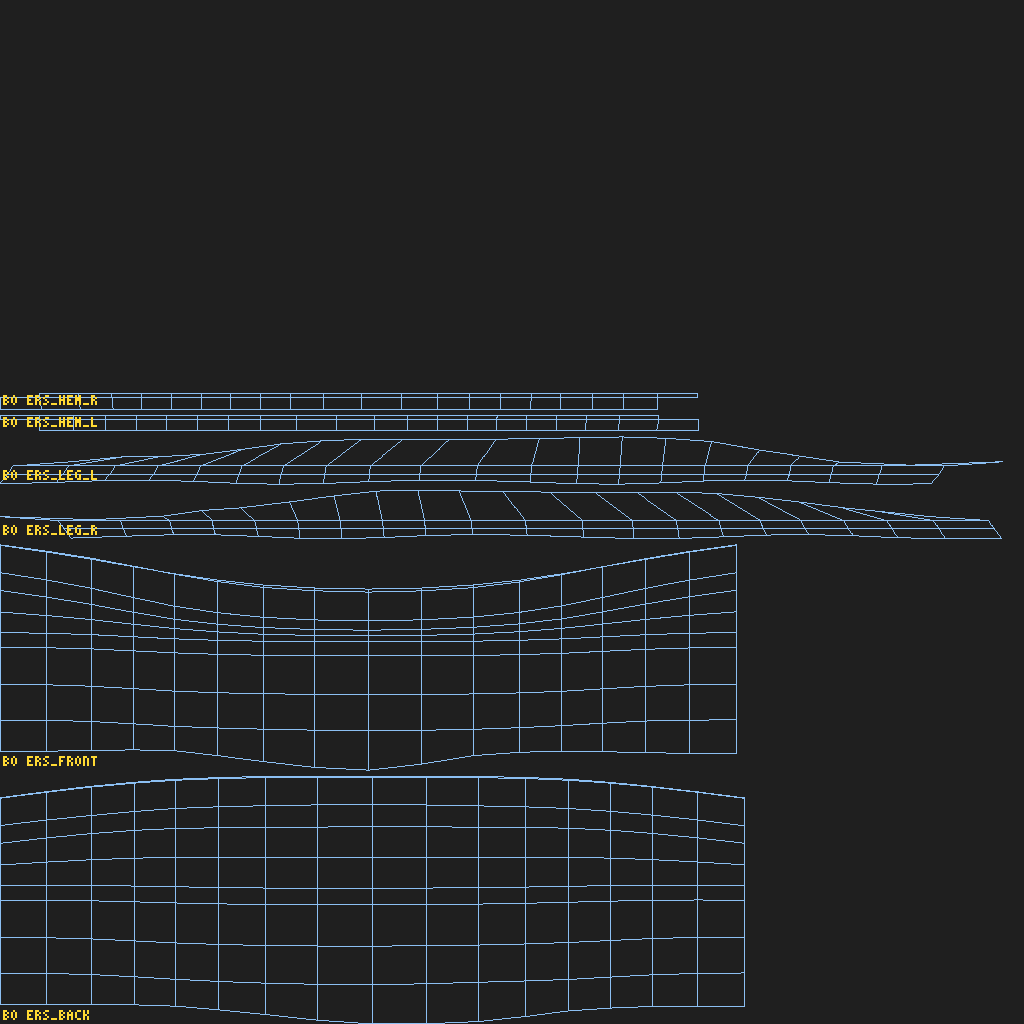 BO ERS_HEM_R
BO ERS_HEM_L
BO ERS_LEG_L
BO ERS_LEG_R
BO ERS_FRONT
BO ERS_BACK